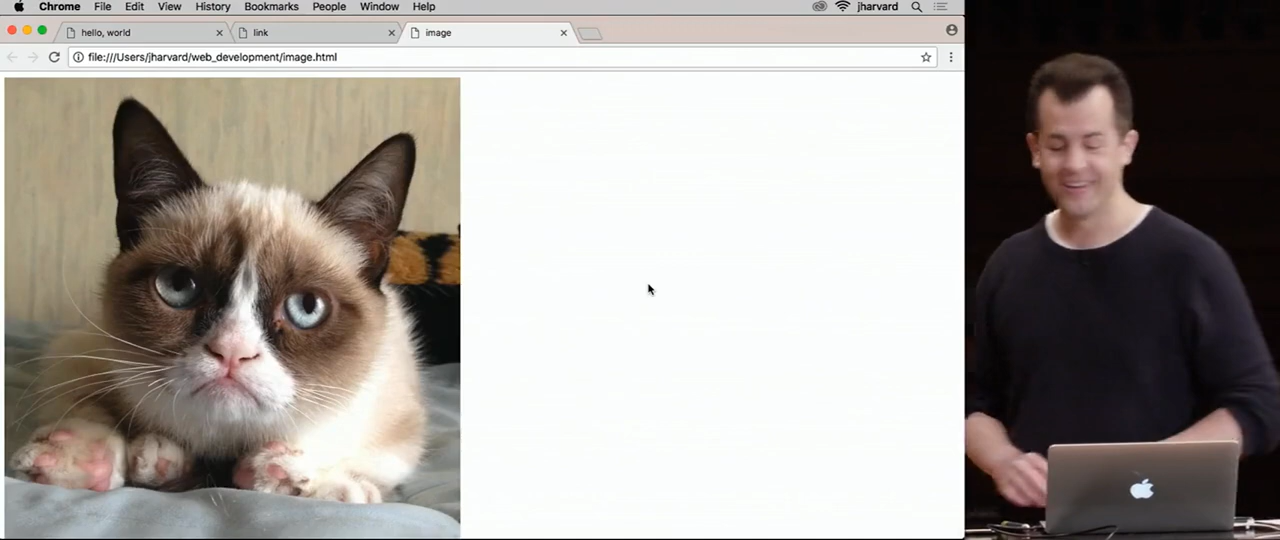 Chrome File Edit View History Bookmarks People Window Help jharvard
hello, world link image
file:///Users/jharvard/web_development/image.html